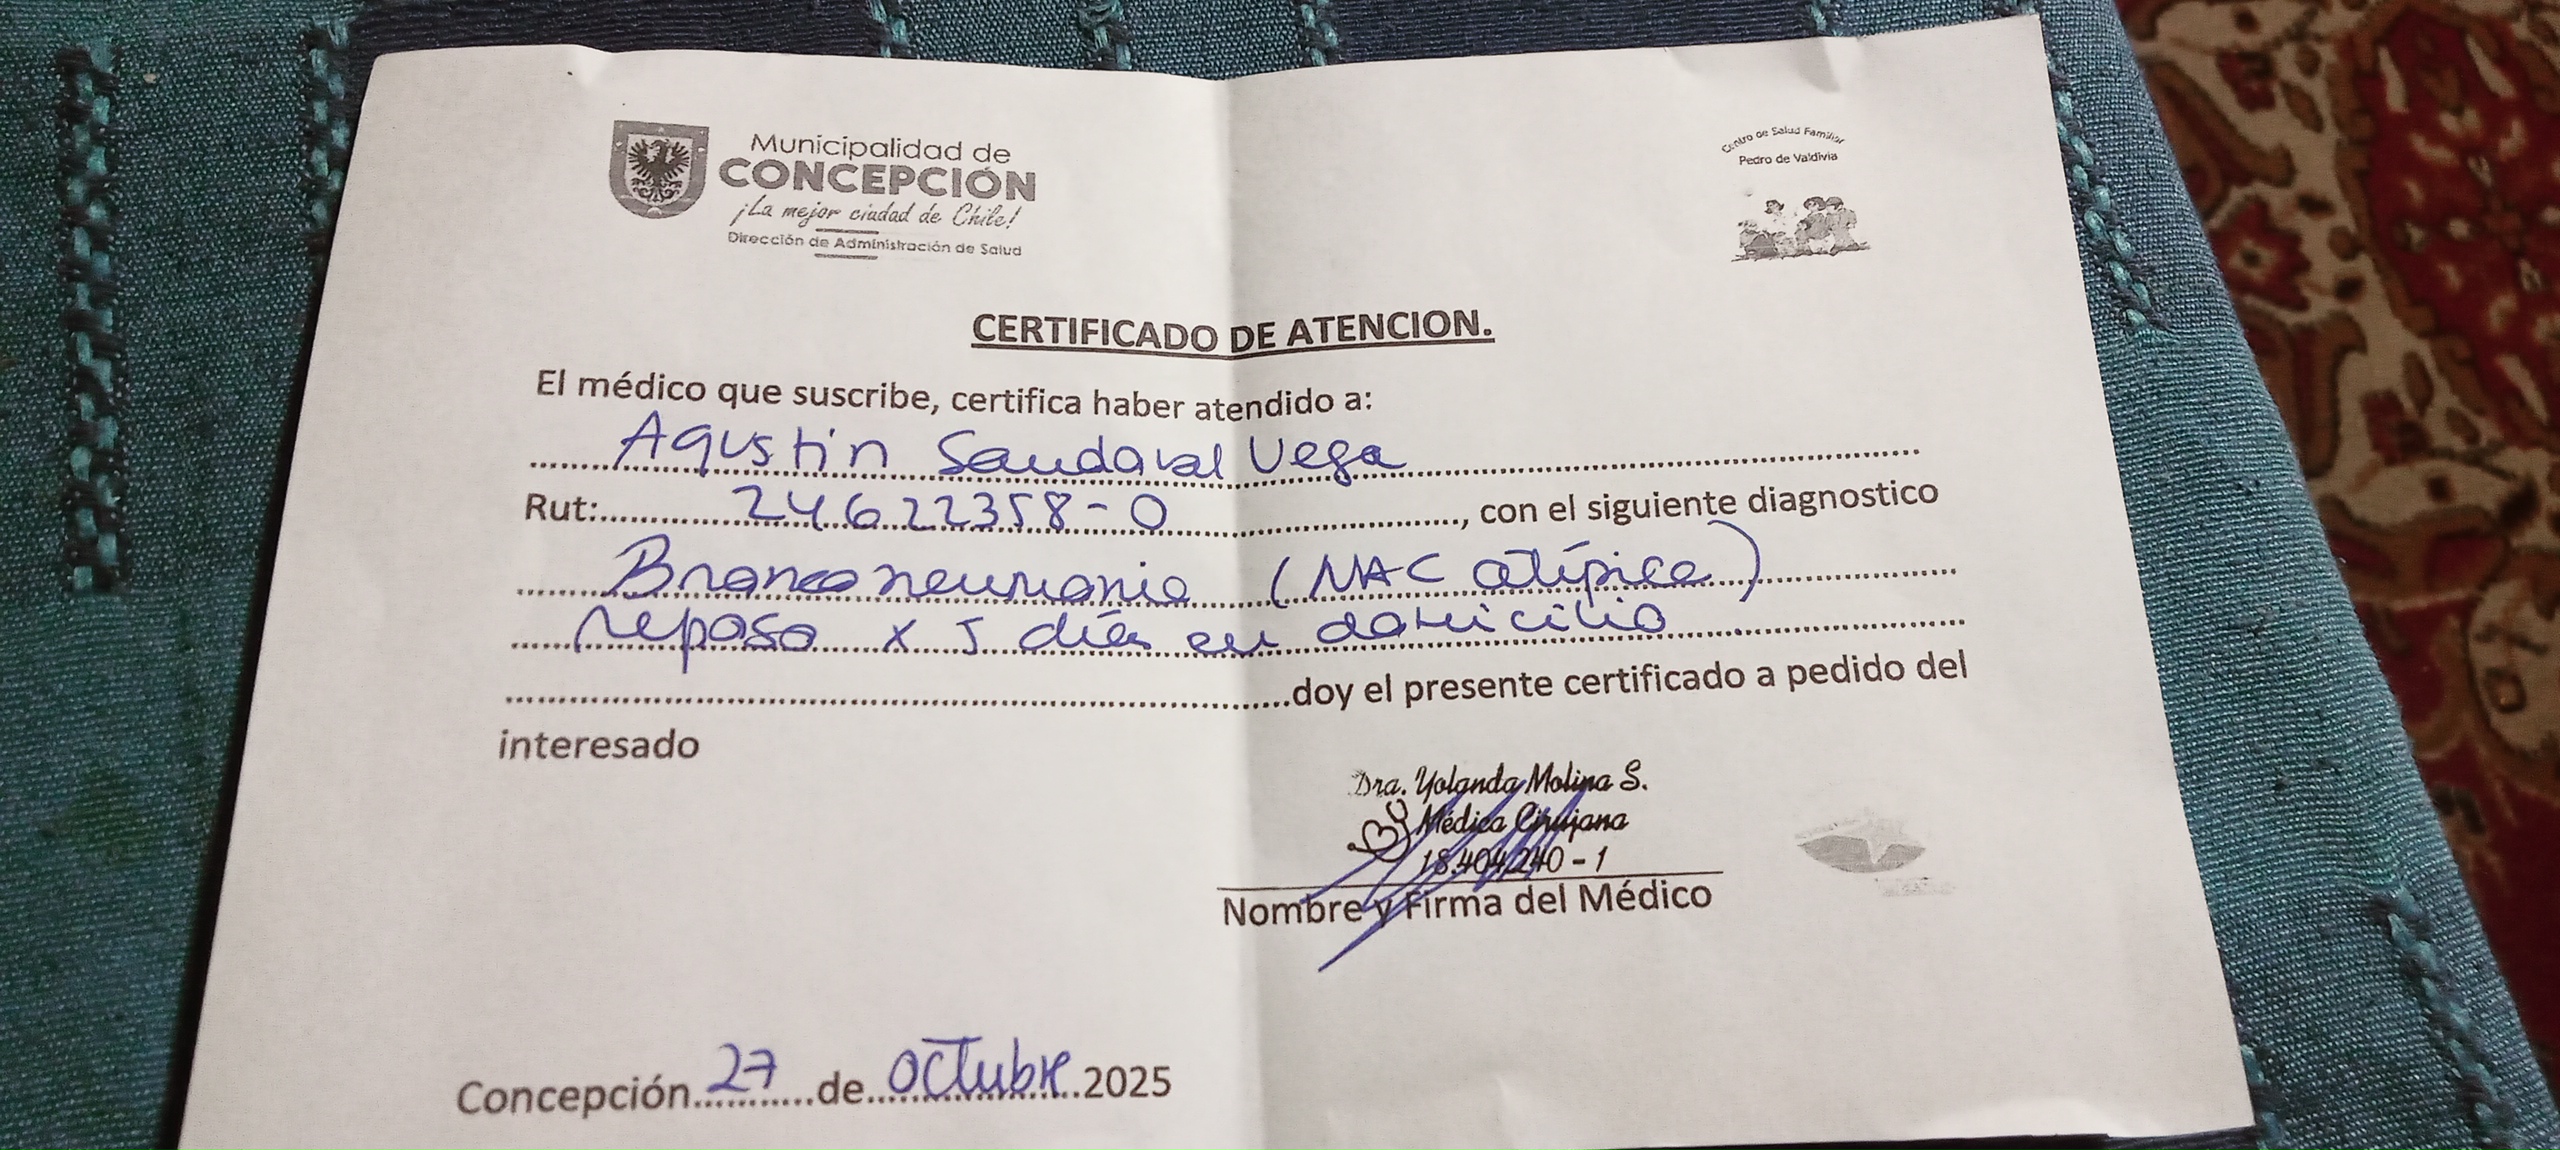 Municipalidad de
CONCEPCIÓN
¡La mejor ciudad de Chile!
Dirección de Administración de Salud
Centro de Salud Familiar
Pedro de Valdivia
CERTIFICADO DE ATENCION.
El médico que suscribe, certifica haber atendido a:
Agustin Sandoval Vega
Rut: 24622358-0, con el siguiente diagnostico
Bronconeumonia (NAC atípica)
reposo x 5 días en domicilio
doy el presente certificado a pedido del
interesado
Dra. Yolanda Molina S.
Médica Cirujana
18.404.240-1
Nombre y Firma del Médico
Concepción 27 de octubre 2025